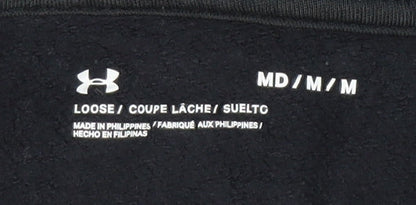 MD / M / M
LOOSE / COUPE LÂCHE / SUELTO
MADE IN PHILIPPINES / FABRIQUÉ AUX PHILIPPINES /
HECHO EN FILIPINAS